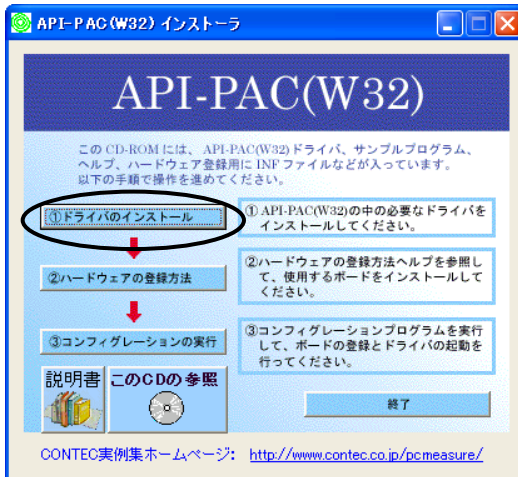 API-PAC(W32) インストーラ
API-PAC(W32)
この CD-ROM には、 API-PAC(W32)ドライバ、サンプルプログラム、
ヘルプ、ハードウェア登録用に INF ファイルなどが入っています。
以下の手順で操作を進めてください。
①ドライバのインストール
① API-PAC(W32)の中の必要なドライバを
インストールしてください。
②ハードウェアの登録方法
②ハードウェアの登録方法ヘルプを参照し
て、使用するボードをインストールして
ください。
③コンフィグレーションの実行
③コンフィグレーションプログラムを実行
して、ボードの登録とドライバの起動を
行ってください。
説明書
このCDの参照
終了
CONTEC実例集ホームページ: http://www.contec.co.jp/pcmeasure/